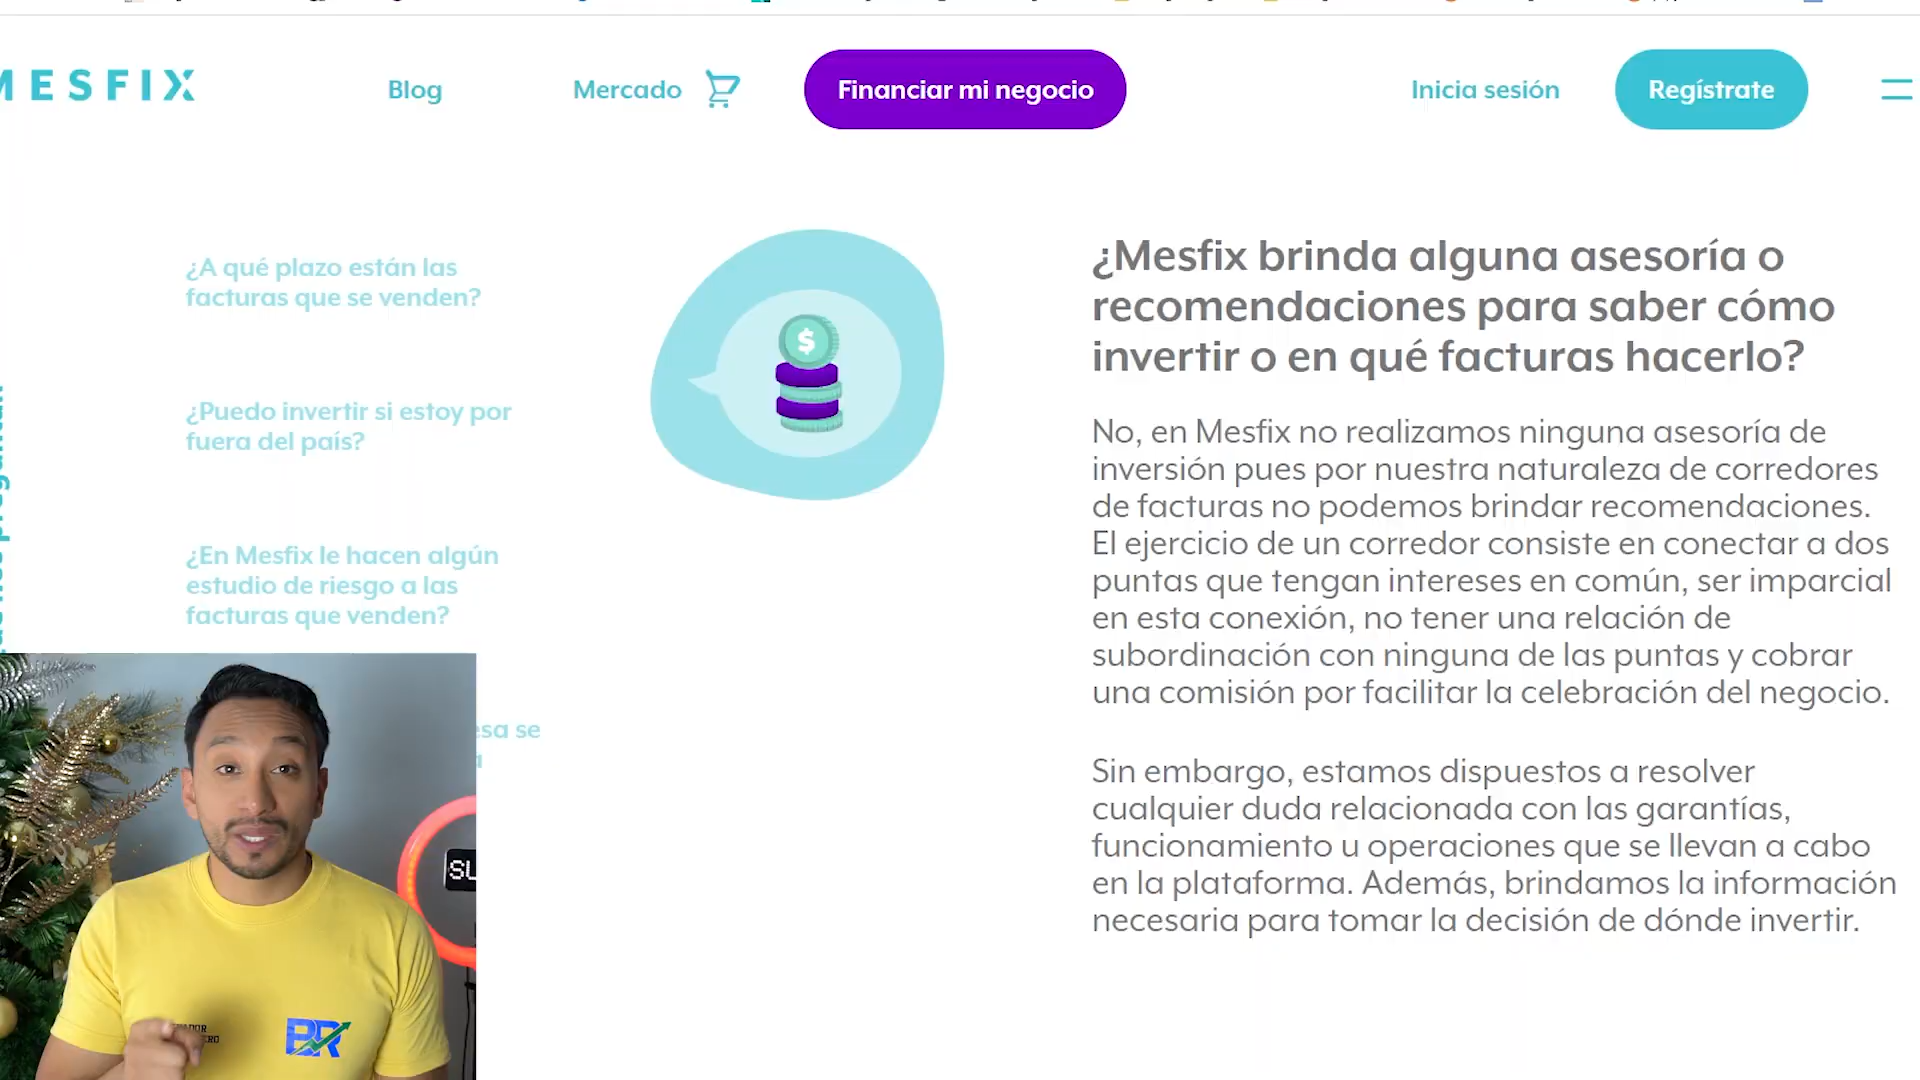 MESFIX
Blog
Mercado
Financiar mi negocio
Inicia sesión
Regístrate
¿A qué plazo están las
facturas que se venden?
¿Puedo invertir si estoy por
fuera del país?
¿En Mesfix le hacen algún
estudio de riesgo a las
facturas que venden?
se
$
¿Mesfix brinda alguna asesoría o
recomendaciones para saber cómo
invertir o en qué facturas hacerlo?
No, en Mesfix no realizamos ninguna asesoría de
inversión pues por nuestra naturaleza de corredores
de facturas no podemos brindar recomendaciones.
El ejercicio de un corredor consiste en conectar a dos
puntas que tengan intereses en común, ser imparcial
en esta conexión, no tener una relación de
subordinación con ninguna de las puntas y cobrar
una comisión por facilitar la celebración del negocio.
Sin embargo, estamos dispuestos a resolver
cualquier duda relacionada con las garantías,
funcionamiento u operaciones que se llevan a cabo
en la plataforma. Además, brindamos la información
necesaria para tomar la decisión de dónde invertir.
BR